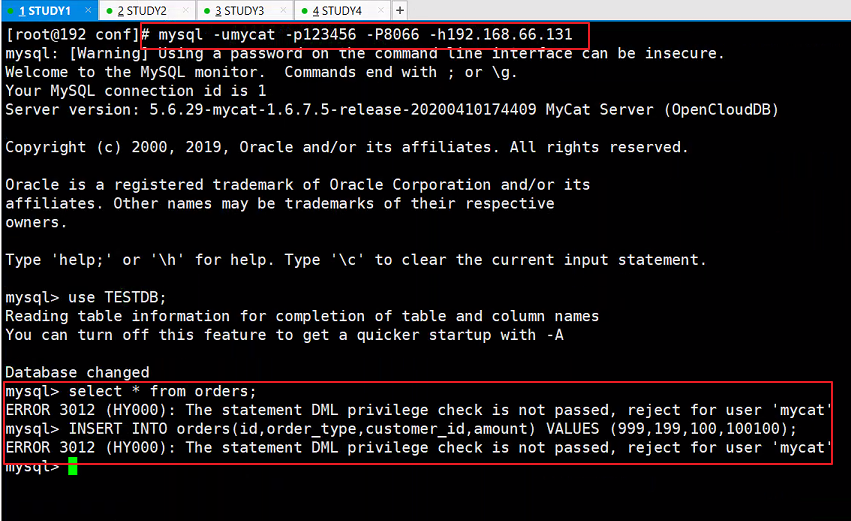 1 STUDY1 × 2 STUDY2 × 3 STUDY3 × 4 STUDY4 × +
[root@192 conf]# mysql -umycat -p123456 -P8066 -h192.168.66.131
mysql: [Warning] Using a password on the command line interface can be insecure.
Welcome to the MySQL monitor.  Commands end with ; or \g.
Your MySQL connection id is 1
Server version: 5.6.29-mycat-1.6.7.5-release-20200410174409 MyCat Server (OpenCloudDB)
Copyright (c) 2000, 2019, Oracle and/or its affiliates. All rights reserved.
Oracle is a registered trademark of Oracle Corporation and/or its
affiliates. Other names may be trademarks of their respective
owners.
Type 'help;' or '\h' for help. Type '\c' to clear the current input statement.
mysql> use TESTDB;
Reading table information for completion of table and column names
You can turn off this feature to get a quicker startup with -A
Database changed
mysql> select * from orders;
ERROR 3012 (HY000): The statement DML privilege check is not passed, reject for user 'mycat'
mysql> INSERT INTO orders(id,order_type,customer_id,amount) VALUES (999,199,100,100100);
ERROR 3012 (HY000): The statement DML privilege check is not passed, reject for user 'mycat'
mysql>